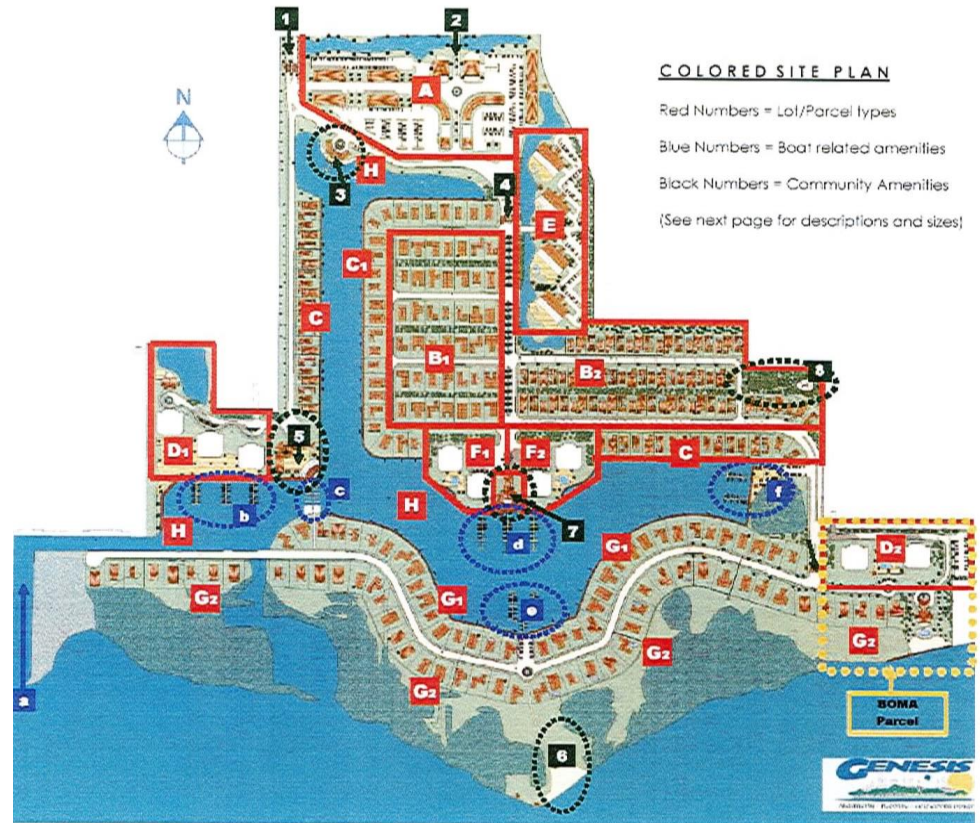 1
2
COLORED SITE PLAN
N
A
Red Numbers = Lot/Parcel types
Blue Numbers = Boat related amenities
3
H
4
Black Numbers = Community Amenities
(See next page for descriptions and sizes)
E
C1
C
B1
B2
8
D1
5
F1
F2
C
b
c
H
H
d
7
f
G1
D2
G2
G1
e
G2
G2
G2
a
6
BOMA
Parcel
GENESIS